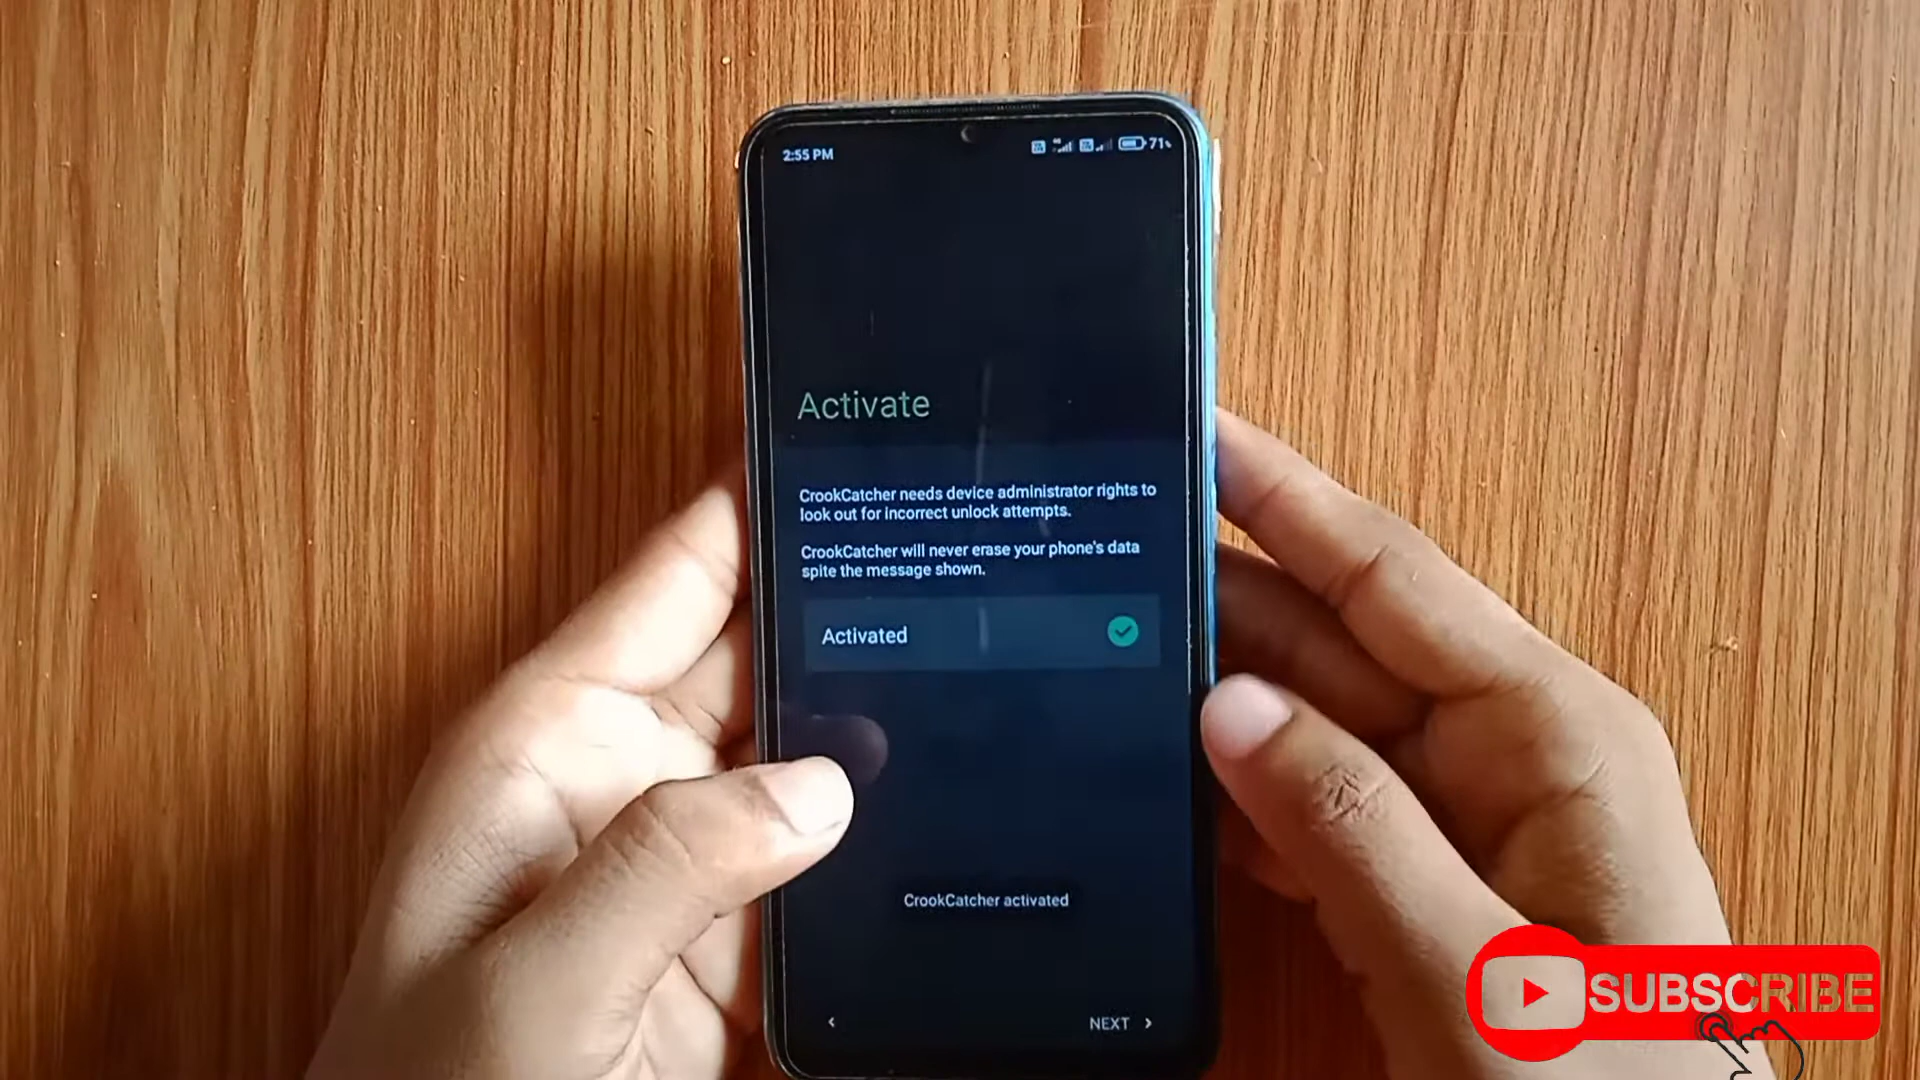 2:55 PM
71%
Activate
CrookCatcher needs device administrator rights to
look out for incorrect unlock attempts.
CrookCatcher will never erase your phone's data
spite the message shown.
Activated
CrookCatcher activated
NEXT
SUBSCRIBE